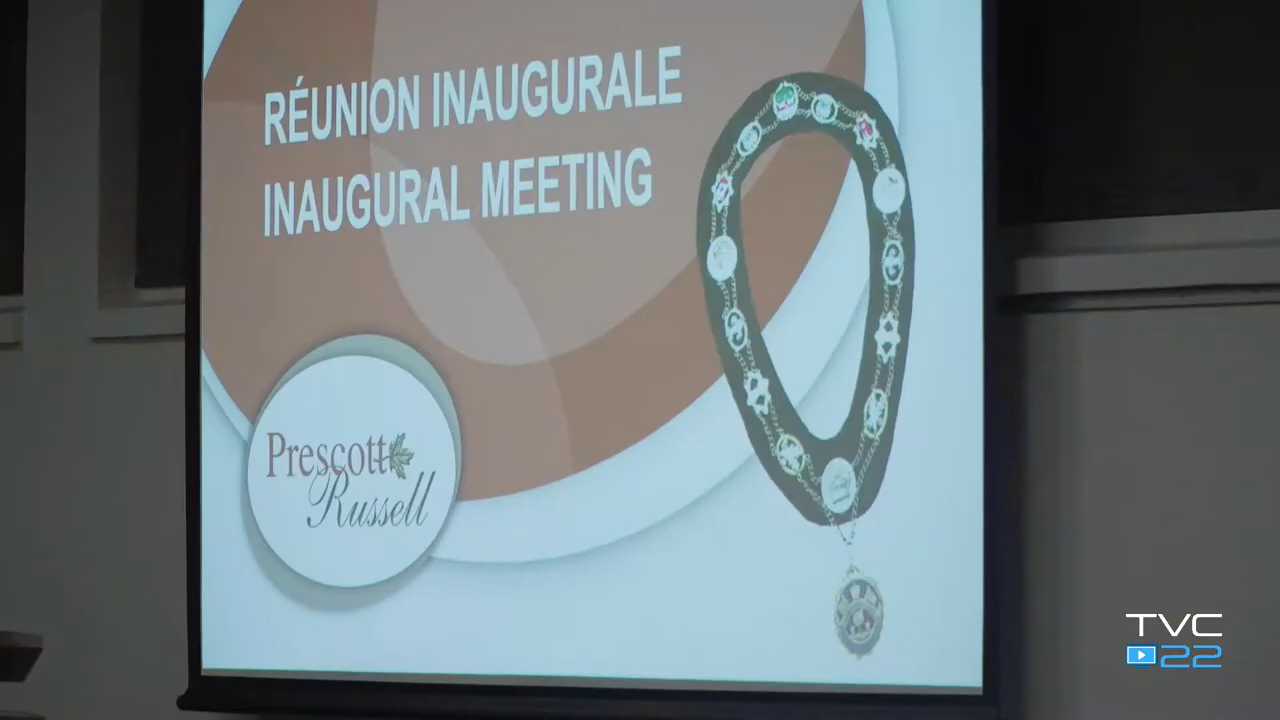 RÉUNION INAUGURALE
INAUGURAL MEETING
Prescott
Russell
TVC
22